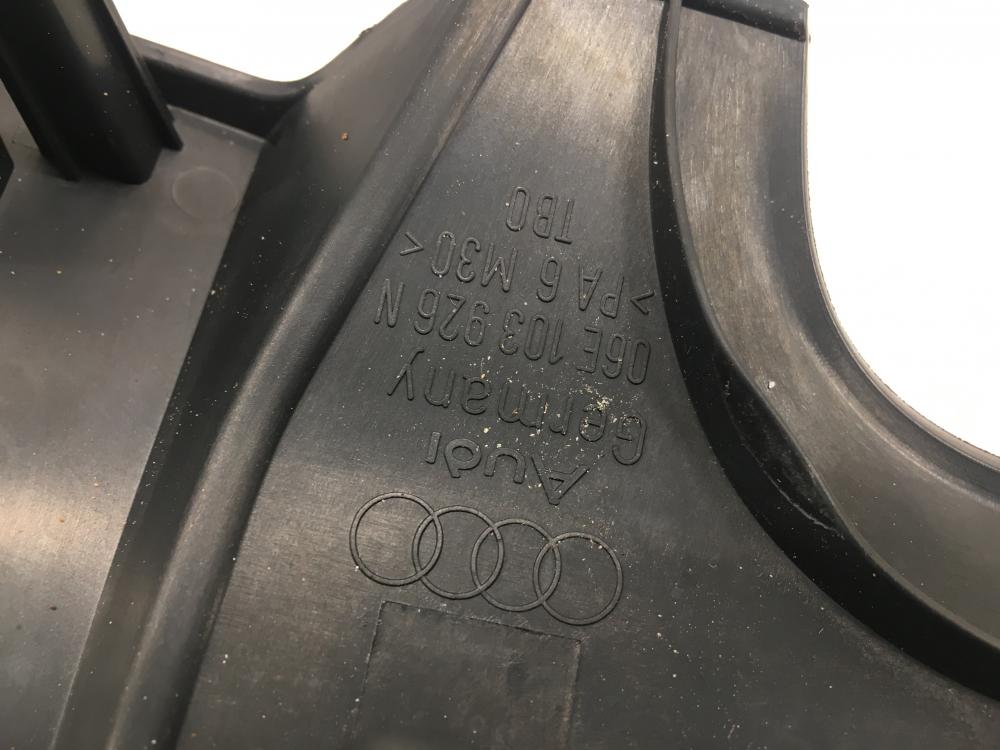 Audi
Germany
06E 103 926 N
>PA 6 M30<
TBO